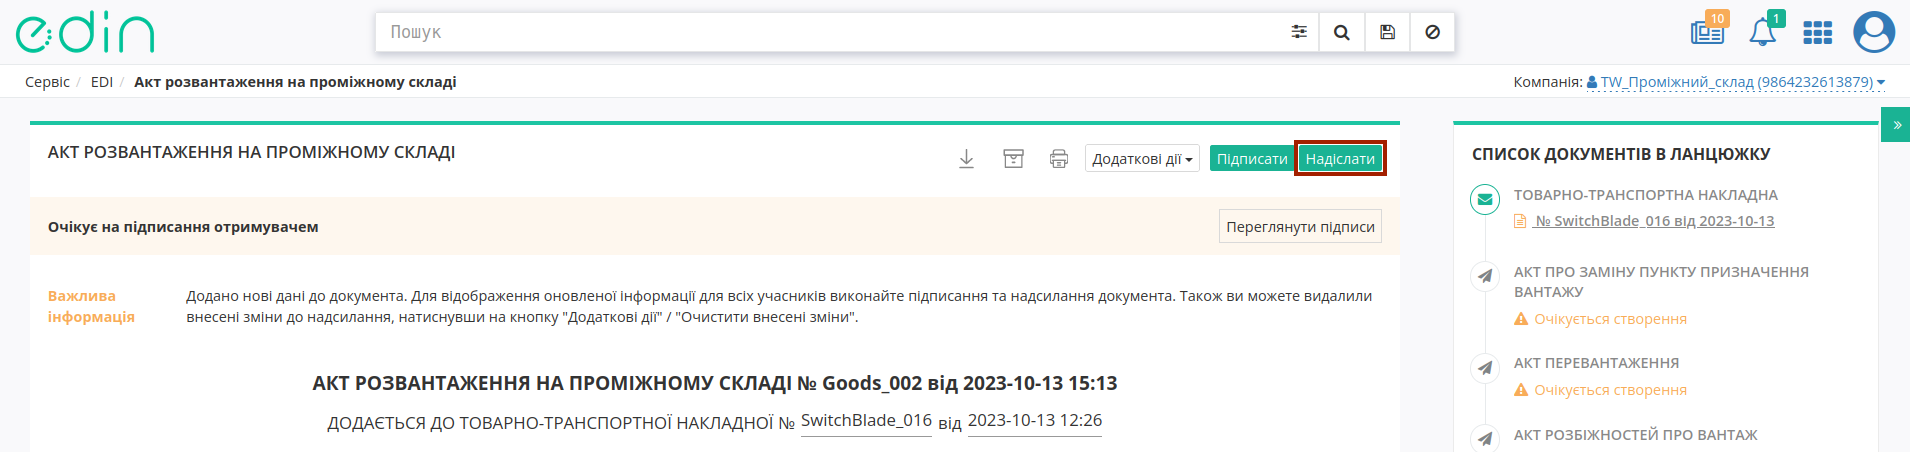 edin
Пошук
10
1
Сервіс / EDI / Акт розвантаження на проміжному складі
Компанія: TW_Проміжний_склад (9864232613879)
АКТ РОЗВАНТАЖЕННЯ НА ПРОМІЖНОМУ СКЛАДІ
Додаткові дії
Підписати
Надіслати
Очікує на підписання отримувачем
Переглянути підписи
Важлива інформація
Додано нові дані до документа. Для відображення оновленої інформації для всіх учасників виконайте підписання та надсилання документа. Також ви можете видалили
внесені зміни до надсилання, натиснувши на кнопку "Додаткові дії" / "Очистити внесені зміни".
АКТ РОЗВАНТАЖЕННЯ НА ПРОМІЖНОМУ СКЛАДІ № Goods_002 від 2023-10-13 15:13
ДОДАЄТЬСЯ ДО ТОВАРНО-ТРАНСПОРТНОЇ НАКЛАДНОЇ № SwitchBlade_016 від 2023-10-13 12:26
»
СПИСОК ДОКУМЕНТІВ В ЛАНЦЮЖКУ
ТОВАРНО-ТРАНСПОРТНА НАКЛАДНА
№ SwitchBlade_016 від 2023-10-13
АКТ ПРО ЗАМІНУ ПУНКТУ ПРИЗНАЧЕННЯ
ВАНТАЖУ
Очікується створення
АКТ ПЕРЕВАНТАЖЕННЯ
Очікується створення
АКТ РОЗБІЖНОСТЕЙ ПРО ВАНТАЖ